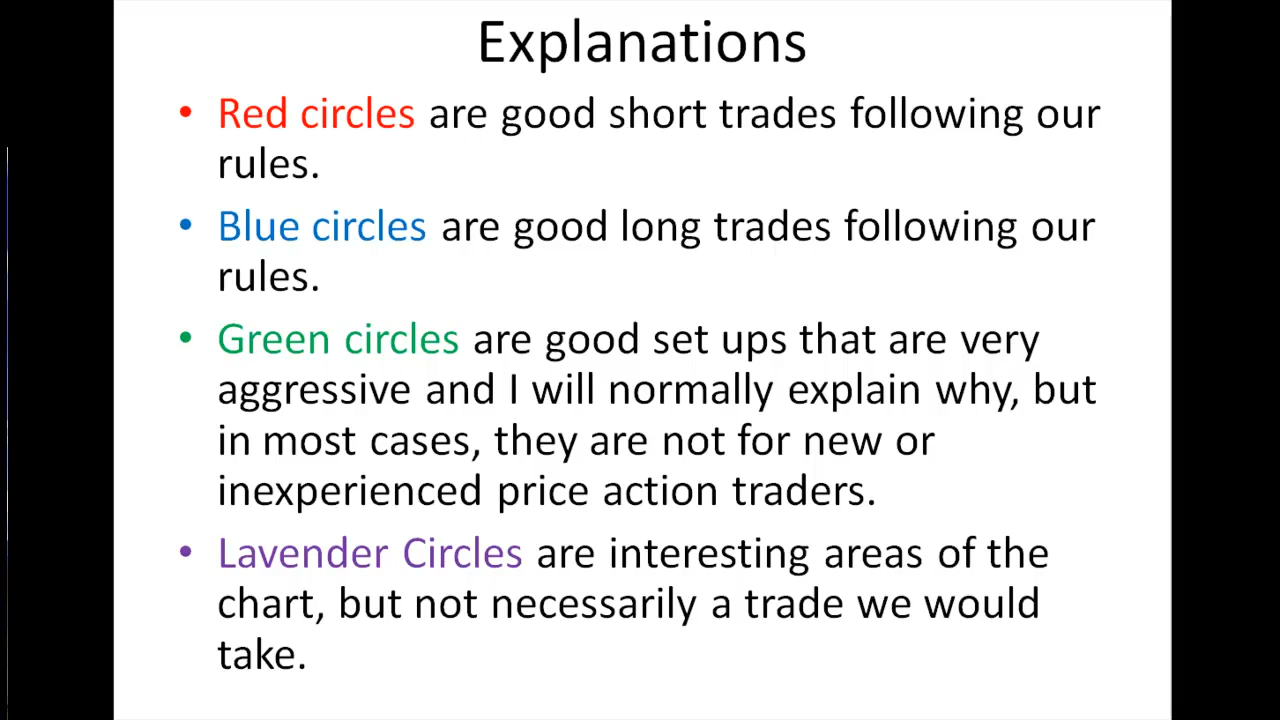 Explanations
• Red circles are good short trades following our
rules.
• Blue circles are good long trades following our
rules.
• Green circles are good set ups that are very
aggressive and I will normally explain why, but
in most cases, they are not for new or
inexperienced price action traders.
• Lavender Circles are interesting areas of the
chart, but not necessarily a trade we would
take.